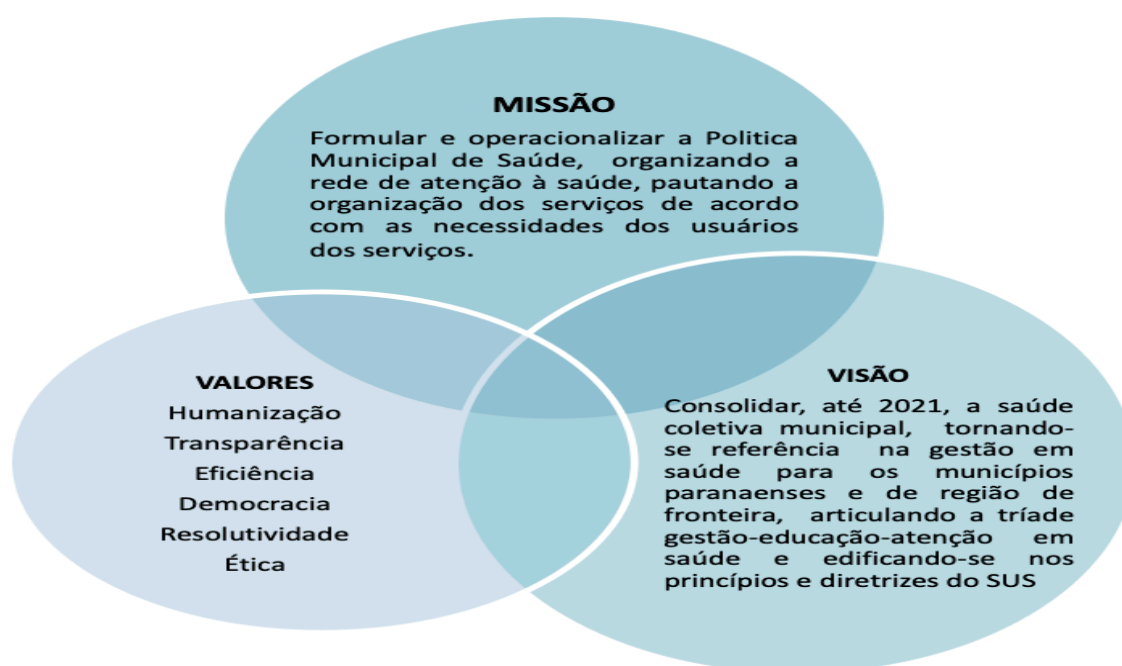 MISSÃO
Formular e operacionalizar a Politica
Municipal de Saúde, organizando a
rede de atenção à saúde, pautando a
organização dos serviços de acordo
com as necessidades dos usuários
dos serviços.
VALORES
Humanização
Transparência
Eficiência
Democracia
Resolutividade
Ética
VISÃO
Consolidar, até 2021, a saúde
coletiva municipal, tornando-
se referência na gestão em
saúde para os municípios
paranaenses e de região de
fronteira, articulando a tríade
gestão-educação-atenção em
saúde e edificando-se nos
princípios e diretrizes do SUS